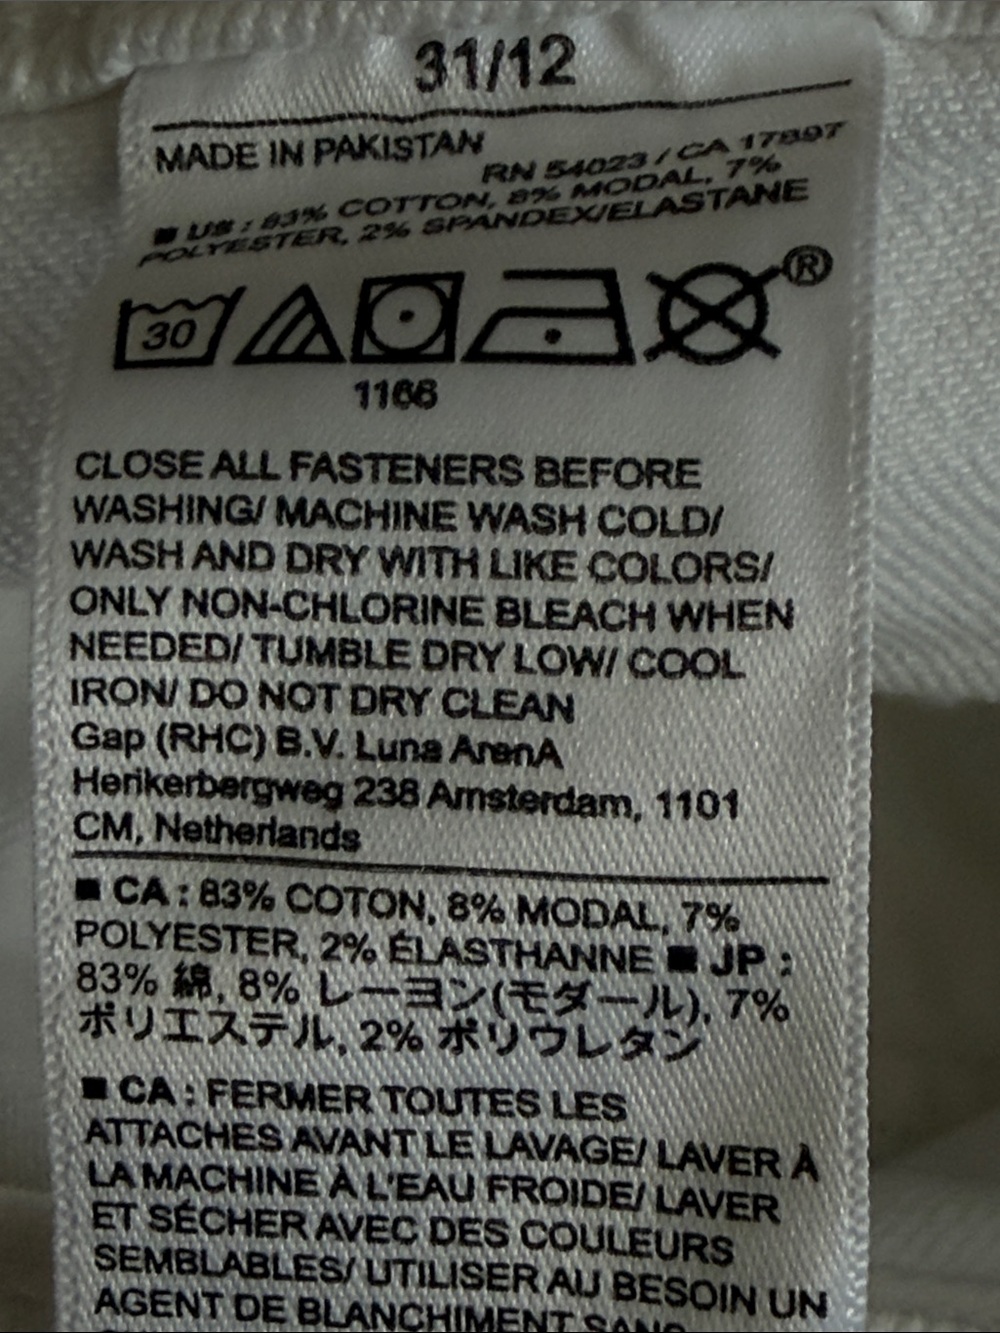 31/12
MADE IN PAKISTAN
RN 54023 / CA 17897
■ US : 83% COTTON, 8% MODAL, 7%
POLYESTER, 2% SPANDEX/ELASTANE
30
®
1166
CLOSE ALL FASTENERS BEFORE
WASHING/ MACHINE WASH COLD/
WASH AND DRY WITH LIKE COLORS/
ONLY NON-CHLORINE BLEACH WHEN
NEEDED/ TUMBLE DRY LOW/ COOL
IRON/ DO NOT DRY CLEAN
Gap (RHC) B.V. Luna ArenA
Herikerbergweg 238 Amsterdam, 1101
CM, Netherlands
■ CA : 83% COTON, 8% MODAL, 7%
POLYESTER, 2% ÉLASTHANNE ■ JP :
83% 綿, 8% レーヨン(モダール), 7%
ポリエステル, 2% ポリウレタン
■ CA : FERMER TOUTES LES
ATTACHES AVANT LE LAVAGE/ LAVER À
LA MACHINE À L'EAU FROIDE/ LAVER
ET SÉCHER AVEC DES COULEURS
SEMBLABLES/ UTILISER AU BESOIN UN
AGENT DE BLANCHIMENT SANS